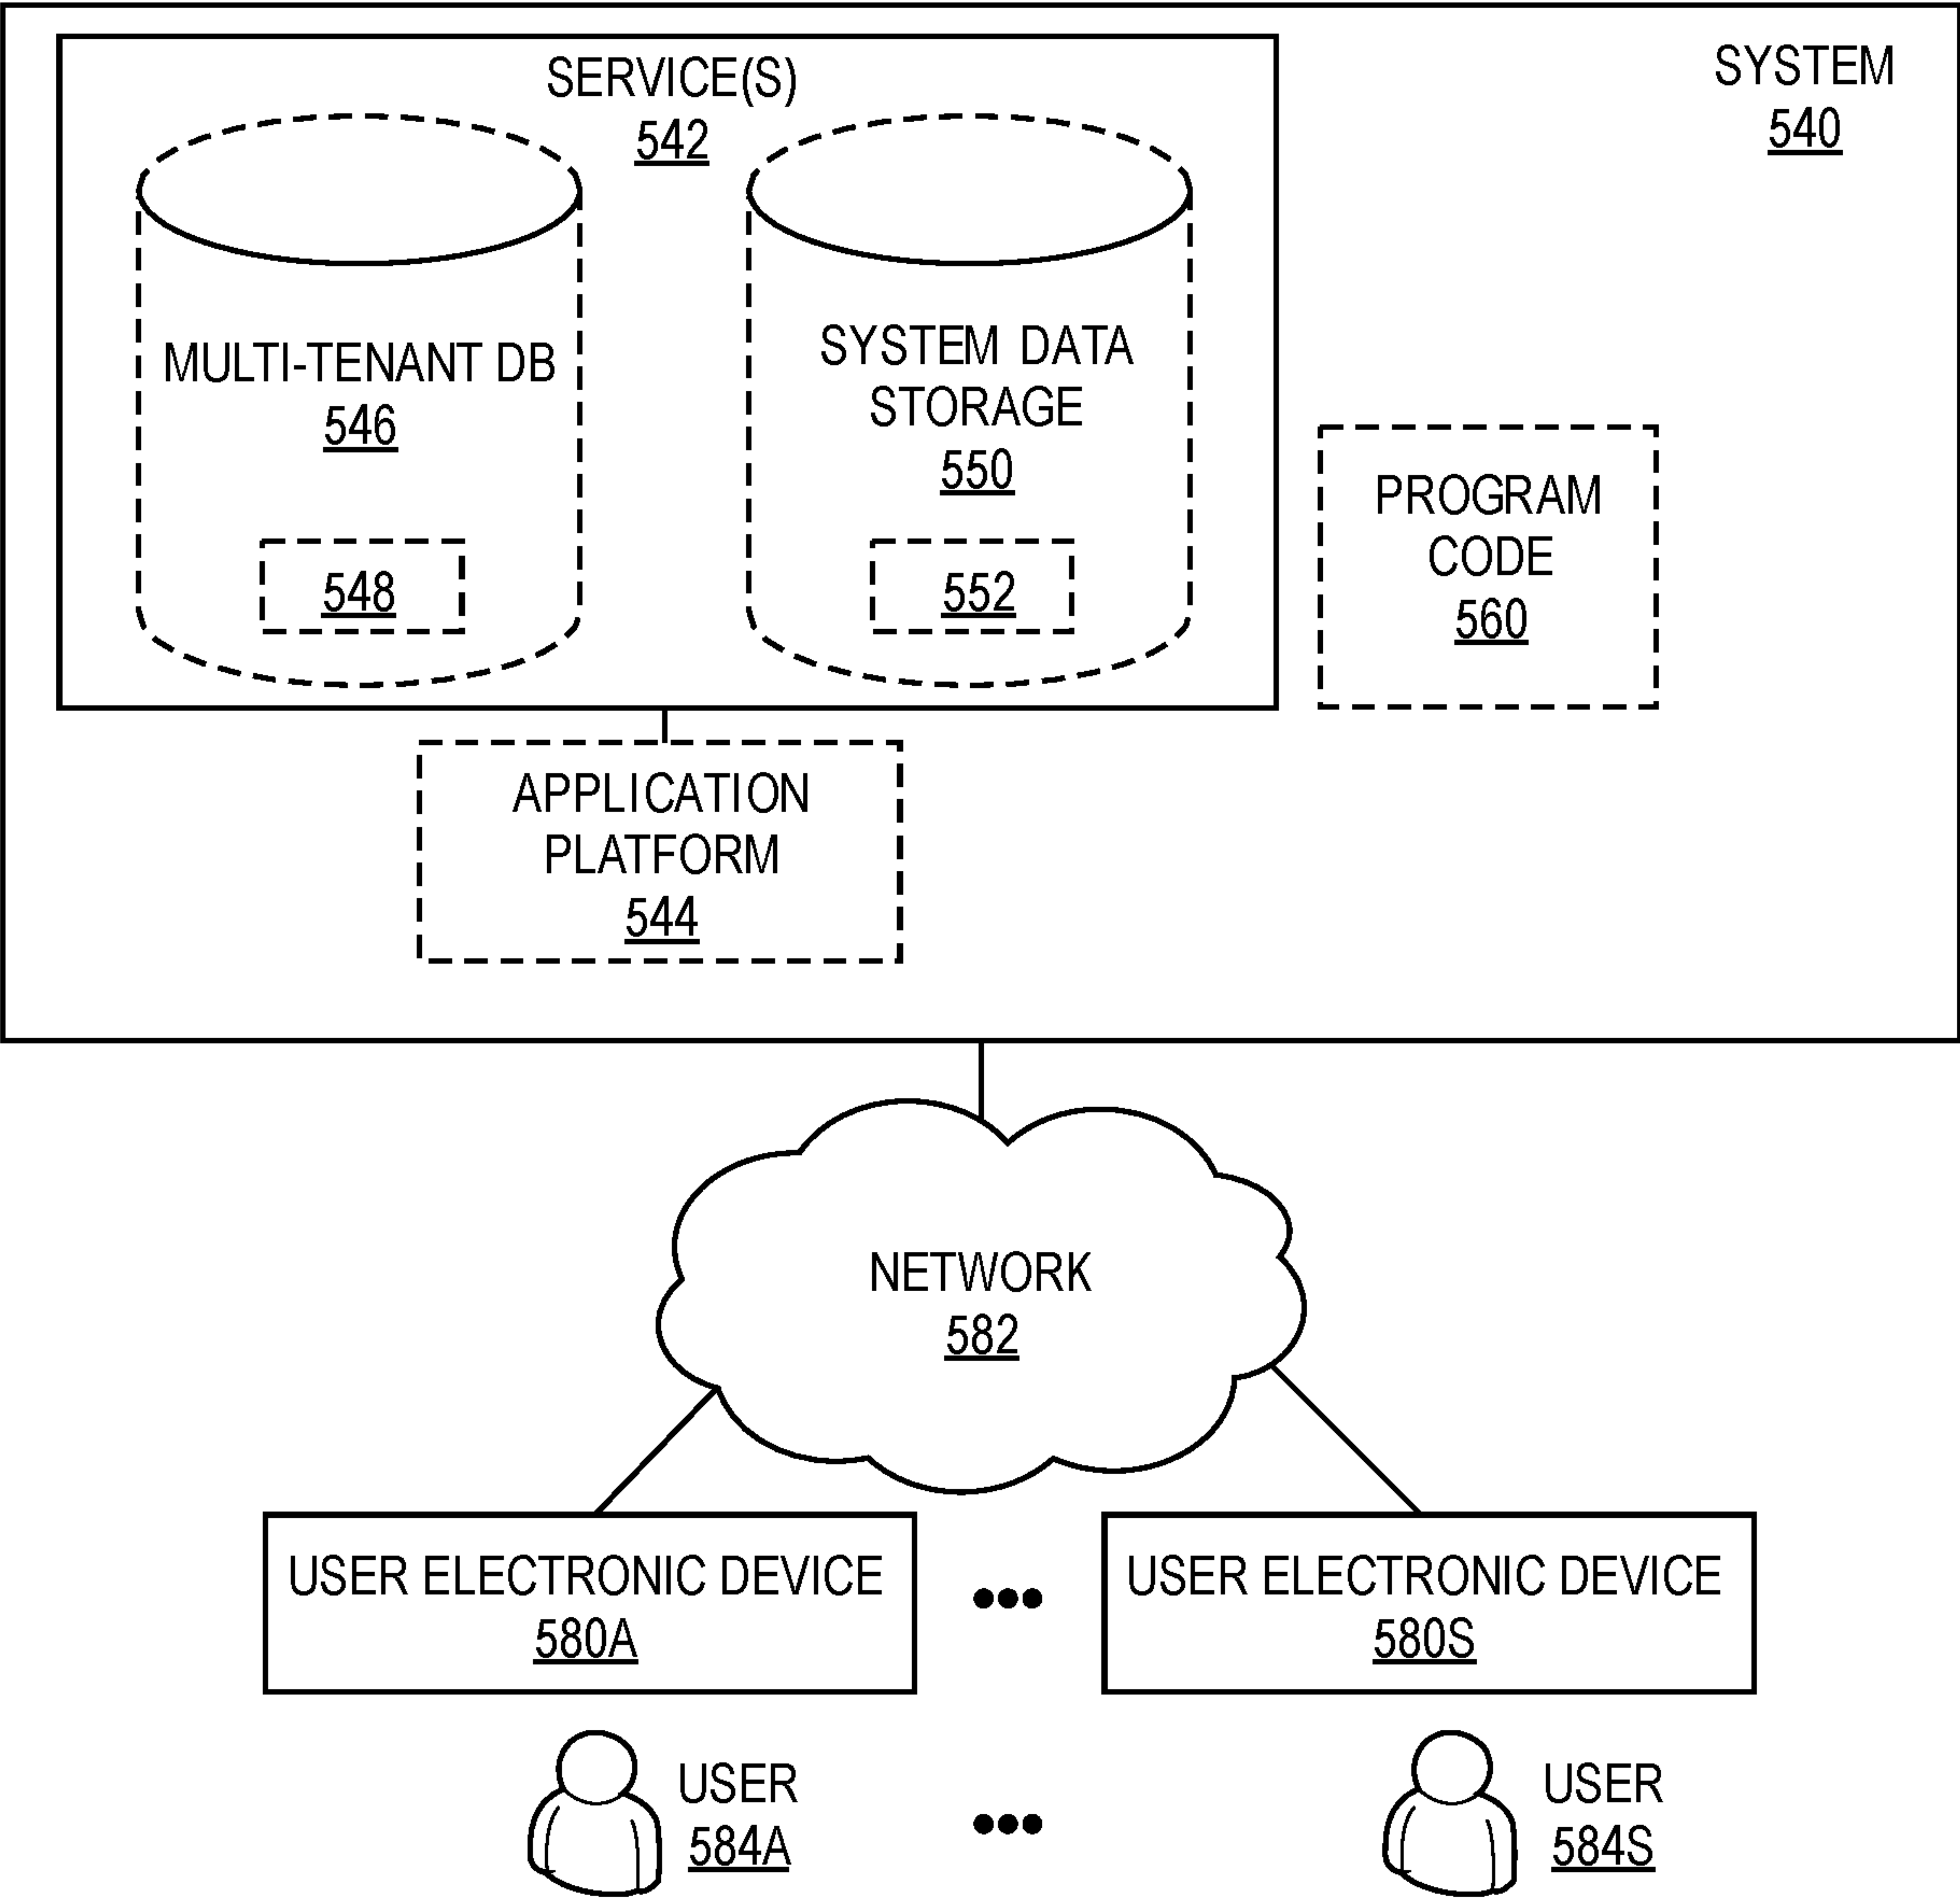 SERVICE(S)
542
SYSTEM
540
MULTI-TENANT DB
546
548
SYSTEM DATA
STORAGE
550
552
PROGRAM
CODE
560
APPLICATION
PLATFORM
544
NETWORK
582
USER ELECTRONIC DEVICE
580A
USER ELECTRONIC DEVICE
580S
USER
584A
USER
584S